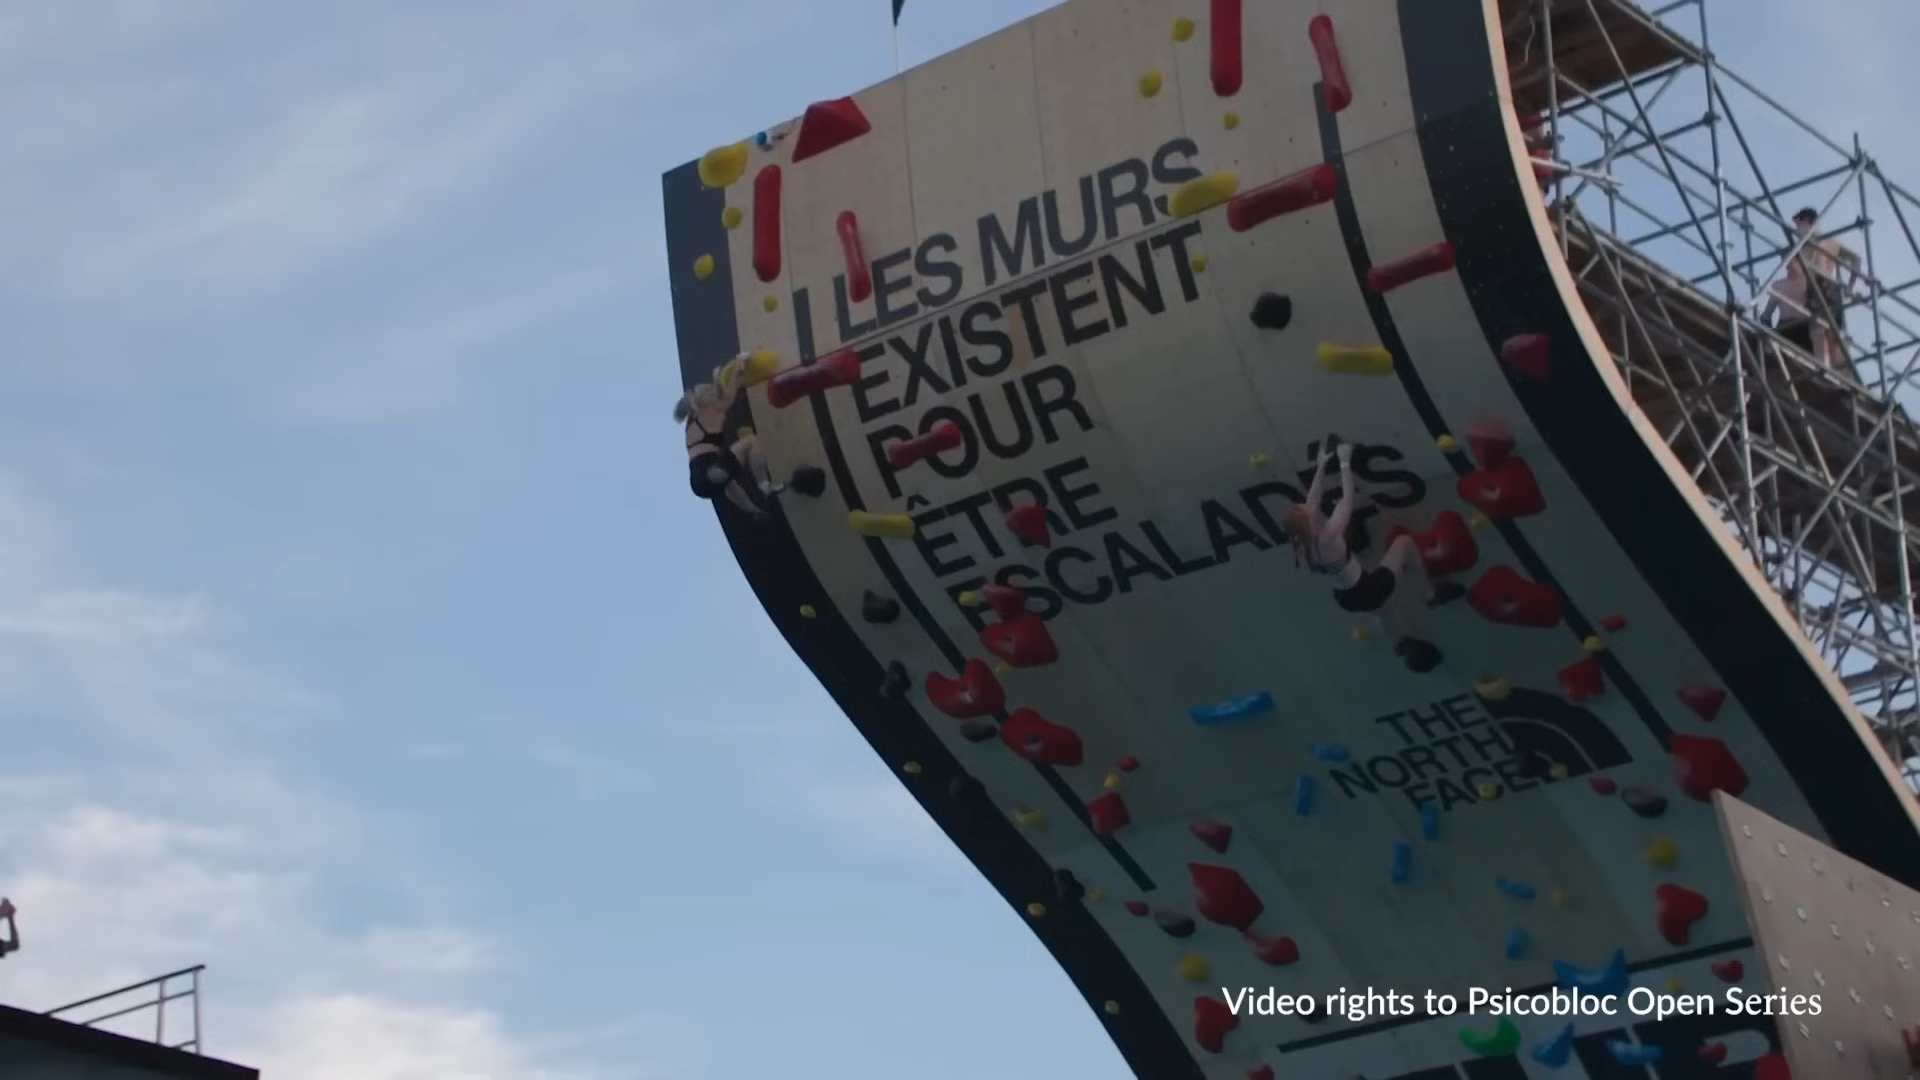 LES MURS
EXISTENT
POUR
ÊTRE
ESCALADÉS
THE
NORTH
FACE
Video rights to Psicobloc Open Series